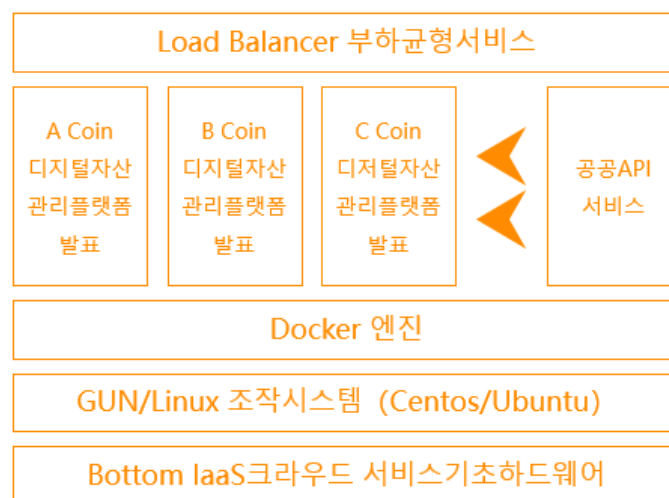 Load Balancer 부하균형서비스
A Coin
디지털자산
관리플랫폼
발표
B Coin
디지털자산
관리플랫폼
발표
C Coin
디저털자산
관리플랫폼
발표
공공API
서비스
Docker 엔진
GUN/Linux 조작시스템 (Centos/Ubuntu)
Bottom IaaS크라우드 서비스기초하드웨어